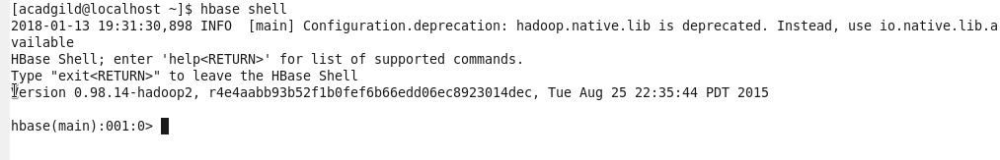 [acadgild@localhost ~]$ hbase shell
2018-01-13 19:31:30,898 INFO  [main] Configuration.deprecation: hadoop.native.lib is deprecated. Instead, use io.native.lib.a
vailable
HBase Shell; enter 'help<RETURN>' for list of supported commands.
Type "exit<RETURN>" to leave the HBase Shell
Version 0.98.14-hadoop2, r4e4aabb93b52f1b0fef6b66edd06ec8923014dec, Tue Aug 25 22:35:44 PDT 2015
hbase(main):001:0>